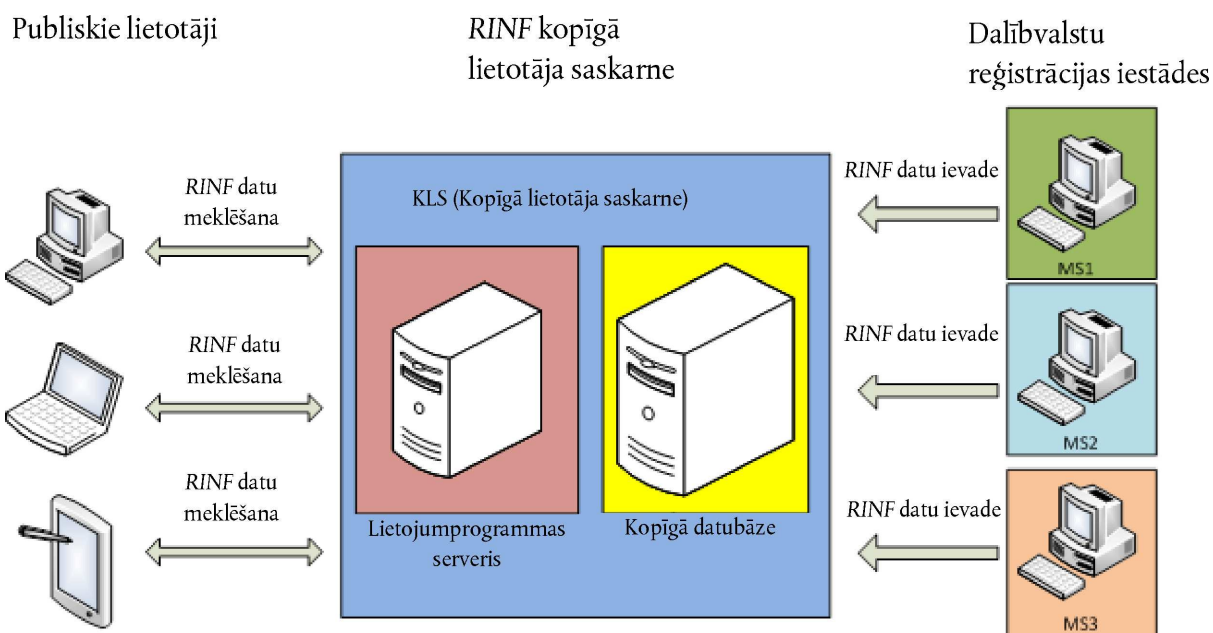 Publiskie lietotāji
RINF kopīgā
lietotāja saskarne
Dalībvalstu
reģistrācijas iestādes
RINF datu
meklēšana
RINF datu
meklēšana
RINF datu
meklēšana
KLS (Kopīgā lietotāja saskarne)
Lietojumprogrammas
serveris
Kopīgā datubāze
RINF datu ievade
MS1
RINF datu ievade
MS2
RINF datu ievade
MS3